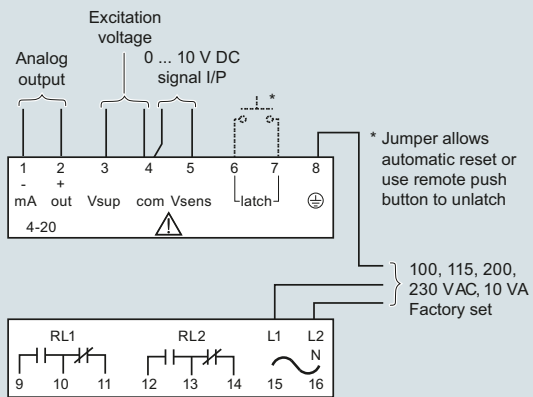 Excitation
voltage
Analog
output
0 ... 10 V DC
signal I/P
*
* Jumper allows
automatic reset or
use remote push
button to unlatch
1 2 3 4 5 6 7 8
- +
mA out Vsup com Vsens latch
4-20
100, 115, 200,
230 VAC, 10 VA
Factory set
RL1 RL2 L1 L2
N
9 10 11 12 13 14 15 16